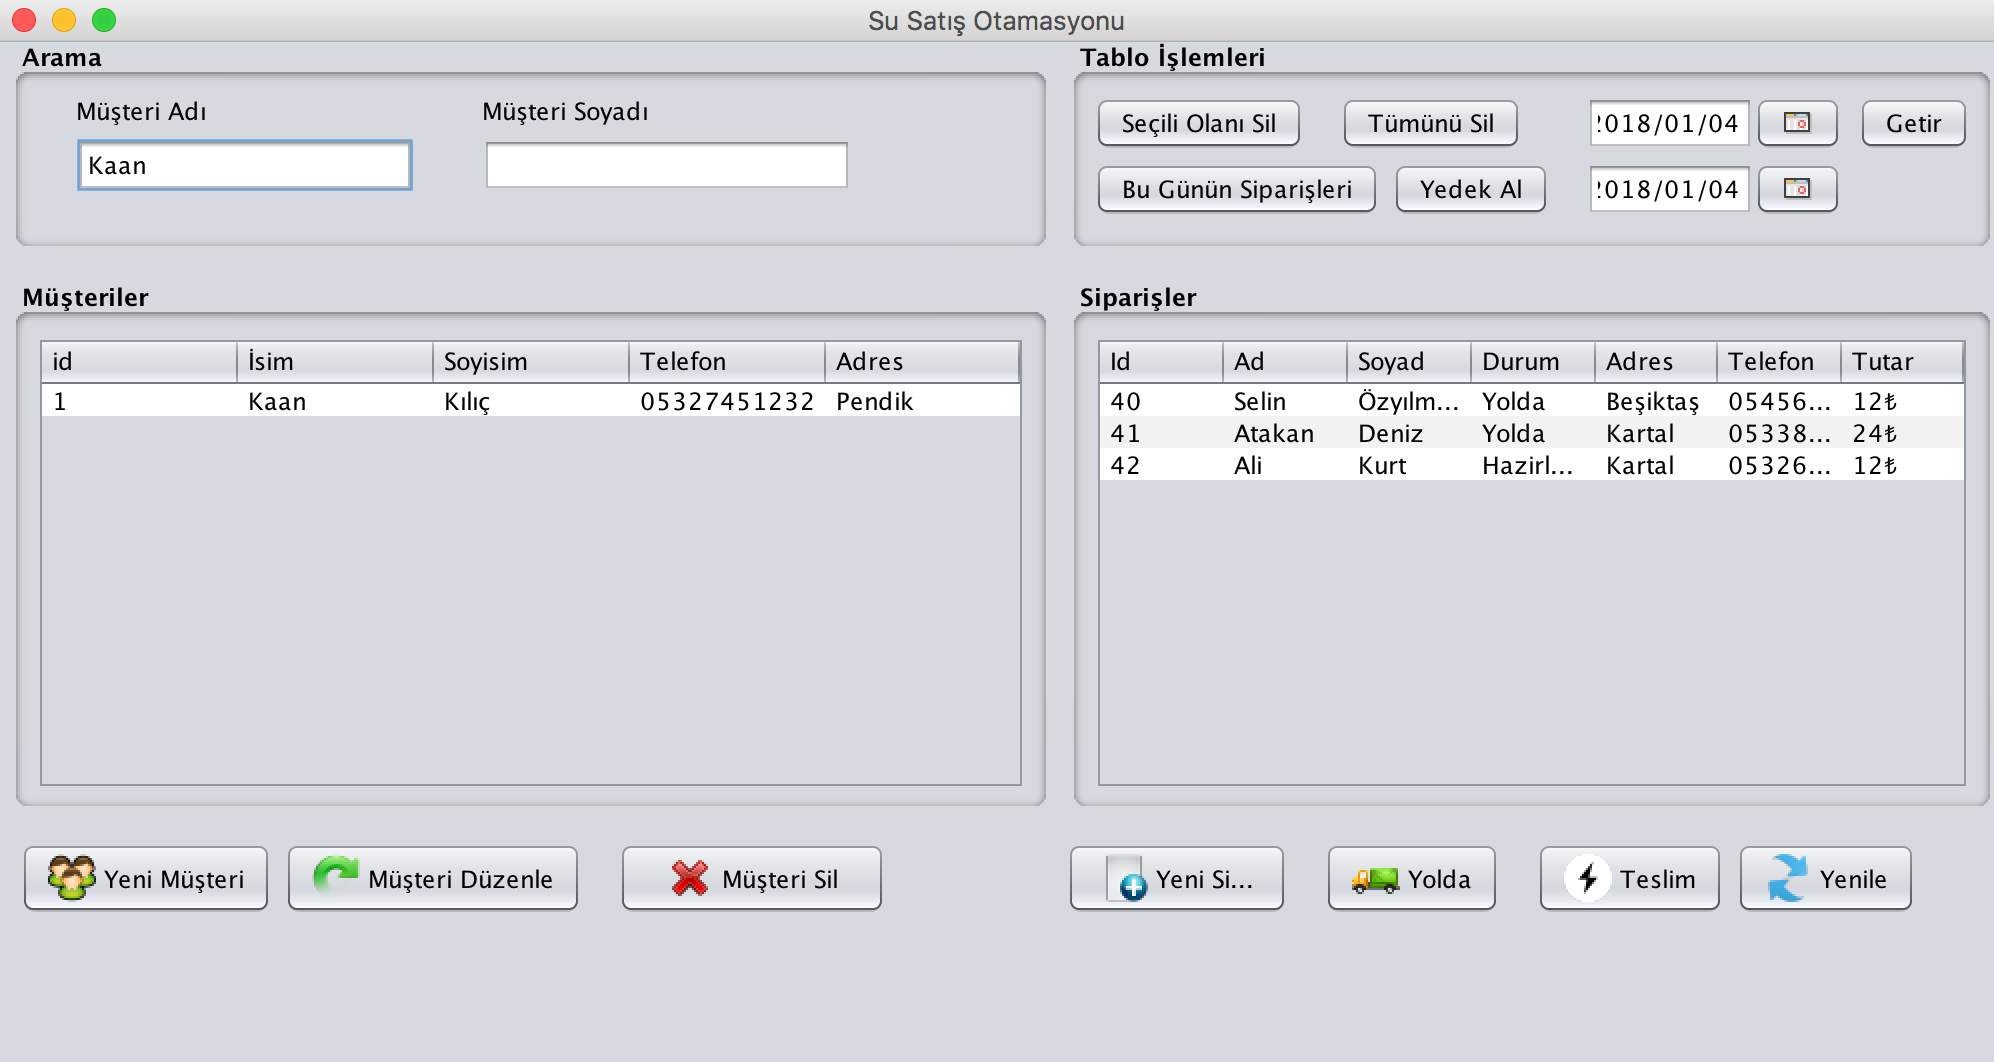 Su Satış Otamasyonu
Arama
Müşteri Adı Müşteri Soyadı
Kaan
Tablo İşlemleri
Seçili Olanı Sil Tümünü Sil 2018/01/04 Getir
Bu Günün Siparişleri Yedek Al 2018/01/04
Müşteriler
id İsim Soyisim Telefon Adres
1 Kaan Kılıç 05327451232 Pendik
Siparişler
Id Ad Soyad Durum Adres Telefon Tutar
40 Selin Özyılm... Yolda Beşiktaş 05456... 12₺
41 Atakan Deniz Yolda Kartal 05338... 24₺
42 Ali Kurt Hazirl... Kartal 05326... 12₺
Yeni Müşteri Müşteri Düzenle Müşteri Sil
Yeni Si... Yolda Teslim Yenile